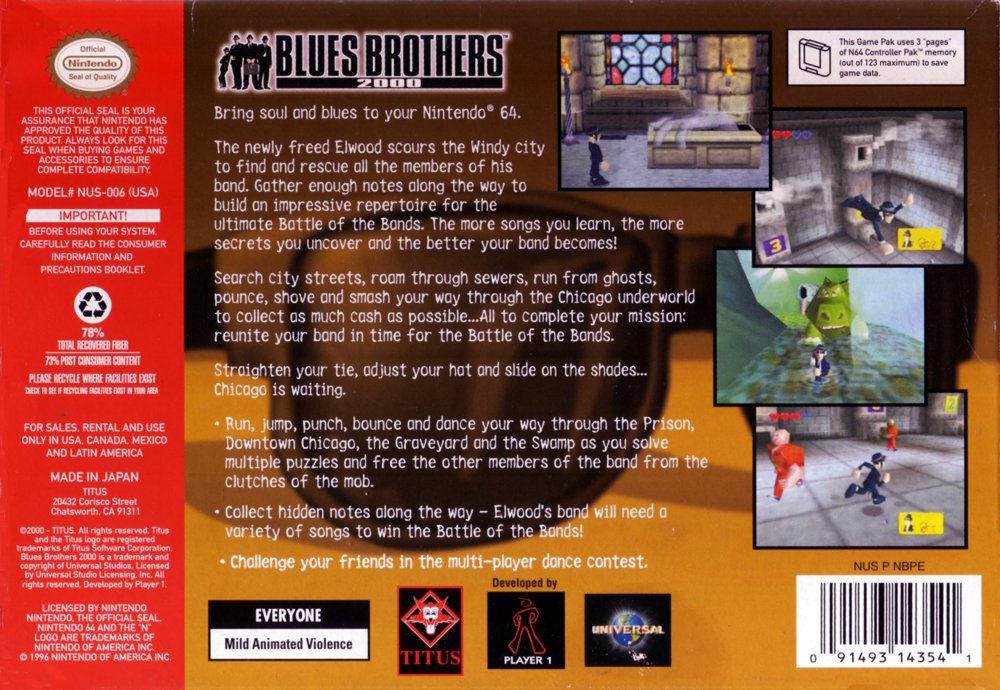 Official
Nintendo
Seal of Quality
THIS OFFICIAL SEAL IS YOUR
ASSURANCE THAT NINTENDO HAS
APPROVED THE QUALITY OF THIS
PRODUCT. ALWAYS LOOK FOR THIS
SEAL WHEN BUYING GAMES AND
ACCESSORIES TO ENSURE
COMPLETE COMPATIBILITY.
MODEL# NUS-006 (USA)
IMPORTANT!
BEFORE USING YOUR SYSTEM,
CAREFULLY READ THE CONSUMER
INFORMATION AND
PRECAUTIONS BOOKLET.
78%
TOTAL RECOVERED FIBER
73% POST CONSUMER CONTENT
PLEASE RECYCLE WHERE FACILITIES EXIST
CHECK TO SEE IF RECYCLING FACILITIES EXIST IN YOUR AREA
FOR SALES, RENTAL AND USE
ONLY IN USA, CANADA, MEXICO
AND LATIN AMERICA
MADE IN JAPAN
TITUS
20432 Corisco Street
Chatsworth, CA 91311
©2000 - TITUS. All rights reserved. Titus
and the Titus logo are registered
trademarks of Titus Software Corporation.
Blues Brothers 2000 is a trademark and
copyright of Universal Studios. Licensed
by Universal Studio Licensing, Inc. All
rights reserved. Developed by Player 1.
LICENSED BY NINTENDO
NINTENDO, THE OFFICIAL SEAL,
NINTENDO 64 AND THE "N"
LOGO ARE TRADEMARKS OF
NINTENDO OF AMERICA INC.
© 1996 NINTENDO OF AMERICA INC.
BLUES BROTHERS™
2000
Bring soul and blues to your Nintendo® 64.
The newly freed Elwood scours the Windy city
to find and rescue all the members of his
band. Gather enough notes along the way to
build an impressive repertoire for the
ultimate Battle of the Bands. The more songs you learn, the more
secrets you uncover and the better your band becomes!
Search city streets, roam through sewers, run from ghosts,
pounce, shove and smash your way through the Chicago underworld
to collect as much cash as possible...All to complete your mission:
reunite your band in time for the Battle of the Bands.
Straighten your tie, adjust your hat and slide on the shades...
Chicago is waiting.
• Run, jump, punch, bounce and dance your way through the Prison,
Downtown Chicago, the Graveyard and the Swamp as you solve
multiple puzzles and free the other members of the band from the
clutches of the mob.
• Collect hidden notes along the way – Elwood's band will need a
variety of songs to win the Battle of the Bands!
• Challenge your friends in the multi-player dance contest.
This Game Pak uses 3 "pages"
of N64 Controller Pak™ memory
(out of 123 maximum) to save
game data.
3
EVERYONE
Mild Animated Violence
TITUS
Developed by
PLAYER 1
UNIVERSAL
NUS P NBPE
0 91493 14354 1